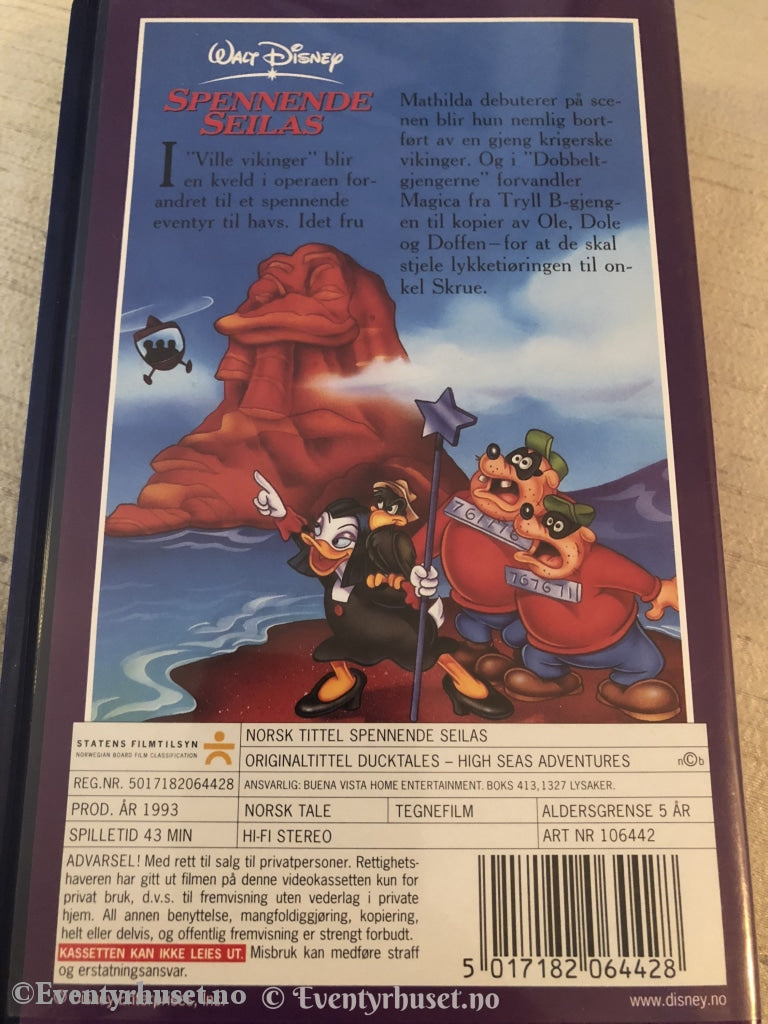 WALT DISNEY
SPENNENDE
SEILAS
I "Ville vikinger" blir
en kveld i operaen for-
andret til et spennende
eventyr til havs. Idet fru
Mathilda debuterer på sce-
nen blir hun nemlig bort-
ført av en gjeng krigerske
vikinger. Og i "Dobbelt-
gjengerne" forvandler
Magica fra Tryll B-gjeng-
en til kopier av Ole, Dole
og Doffen–for at de skal
stjele lykketiøringen til on-
kel Skrue.
761776
767671
STATENS FILMTILSYN
NORWEGIAN BOARD FILM CLASSIFICATION
NORSK TITTEL SPENNENDE SEILAS
ORIGINALTITTEL DUCKTALES – HIGH SEAS ADVENTURES
n©b
REG.NR. 5017182064428
ANSVARLIG: BUENA VISTA HOME ENTERTAINMENT. BOKS 413,1327 LYSAKER.
PROD. ÅR 1993
NORSK TALE
TEGNEFILM
ALDERSGRENSE 5 ÅR
SPILLETID 43 MIN
HI-FI STEREO
ART NR 106442
ADVARSEL! Med rett til salg til privatpersoner. Rettighets-
haveren har gitt ut filmen på denne videokassetten kun for
privat bruk, d.v.s. til fremvisning uten vederlag i private
hjem. All annen benyttelse, mangfoldiggjøring, kopiering,
helt eller delvis, og offentlig fremvisning er strengt forbudt.
KASSETTEN KAN IKKE LEIES UT. Misbruk kan medføre straff
og erstatningsansvar.
5 017182 064428
©Eventyrhuset.no © Eventyrhuset.no
www.disney.no